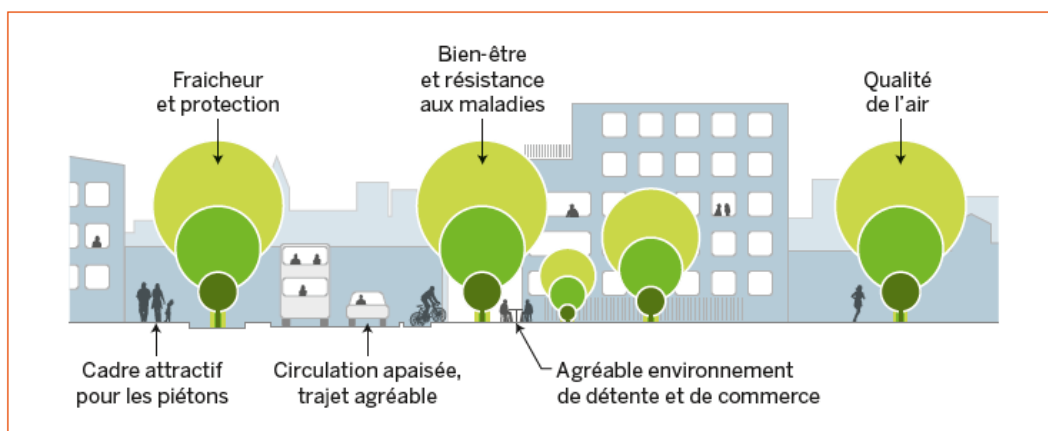 Fraicheur
et protection
Bien-être
et résistance
aux maladies
Qualité
de l'air
Cadre attractif
pour les piétons
Circulation apaisée,
trajet agréable
Agréable environnement
de détente et de commerce